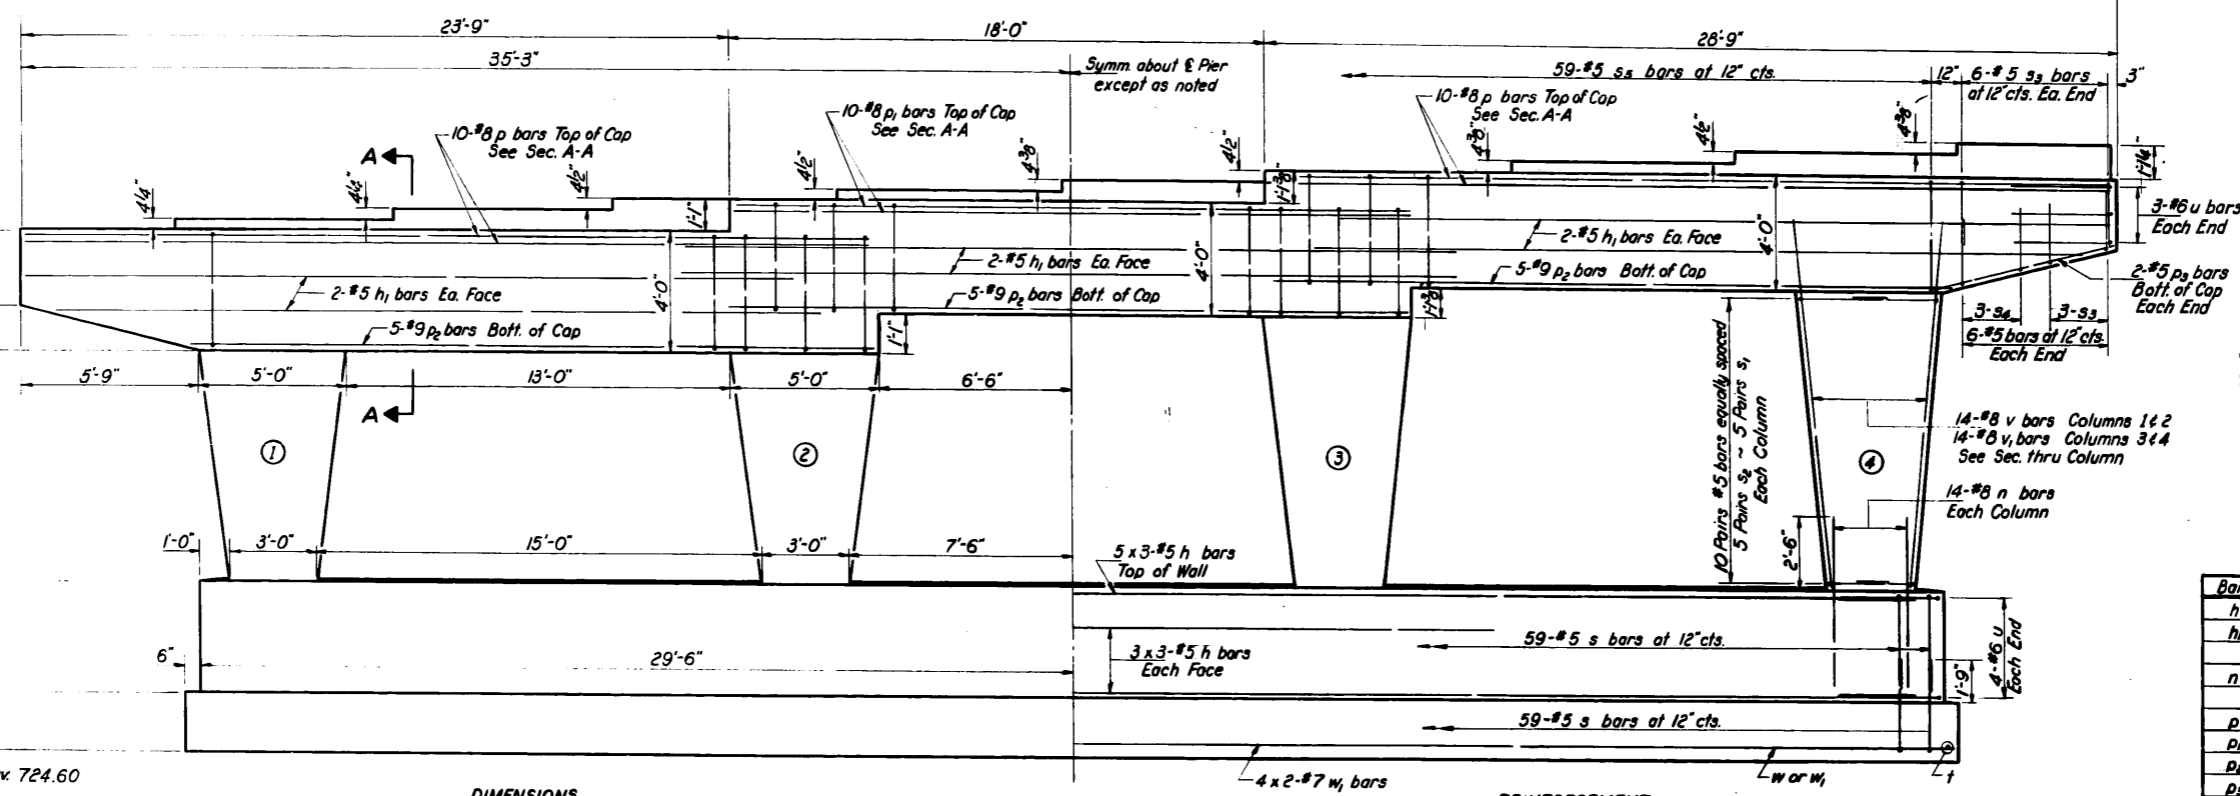 23'-9"
18'-0"
28'-9"
35'-3"
Symm. about ℄ Pier
except as noted
59-#5 s₅ bars at 12" cts.
12"
6-#5 s₃ bars
at 12" cts. Ea. End
3"
10-#8 p bars Top of Cap
See Sec. A-A
10-#8 p₁ bars Top of Cap
See Sec. A-A
10-#8 p bars Top of Cap
See Sec. A-A
A
4¼"
4¼"
4½"
1'-1"
4½"
4⅜"
4½"
1'-1⅜"
4⅜"
4½"
4⅜"
1'-1¼"
3-#6 u bars
Each End
2-#5 h₁ bars Ea. Face
2-#5 h₁ bars Ea. Face
2-#5 h₁ bars Ea. Face
4'-0"
4'-0"
4'-0"
5-#9 p₂ bars Bott. of Cap
5-#9 p₂ bars Bott. of Cap
5-#9 p₂ bars Bott. of Cap
1'-1"
1'-1⅜"
2-#5 p₃ bars
Bott. of Cap
Each End
3-s₄
3-s₃
6-#5 bars at 12" cts.
Each End
5'-9"
5'-0"
13'-0"
5'-0"
6'-6"
A
10 Pairs #5 bars equally spaced
5 Pairs s₂ ~ 5 Pairs s₁
Each Column
14-#8 v bars Columns 1&2
14-#8 v₁ bars Columns 3&4
See Sec. thru Column
1
2
3
4
14-#8 n bars
Each Column
1'-0"
3'-0"
15'-0"
3'-0"
7'-6"
2'-6"
5 x 3-#5 h bars
Top of Wall
3 x 3-#5 h bars
Each Face
59-#5 s bars at 12" cts.
4-#6 u
Each End
1'-9"
6"
29'-6"
59-#5 s bars at 12" cts.
4 x 2-#7 w₁ bars
w or w₁
t
724.60
DIMENSIONS
Bar
h
h₁
n
p
p₁
p₂
p₃